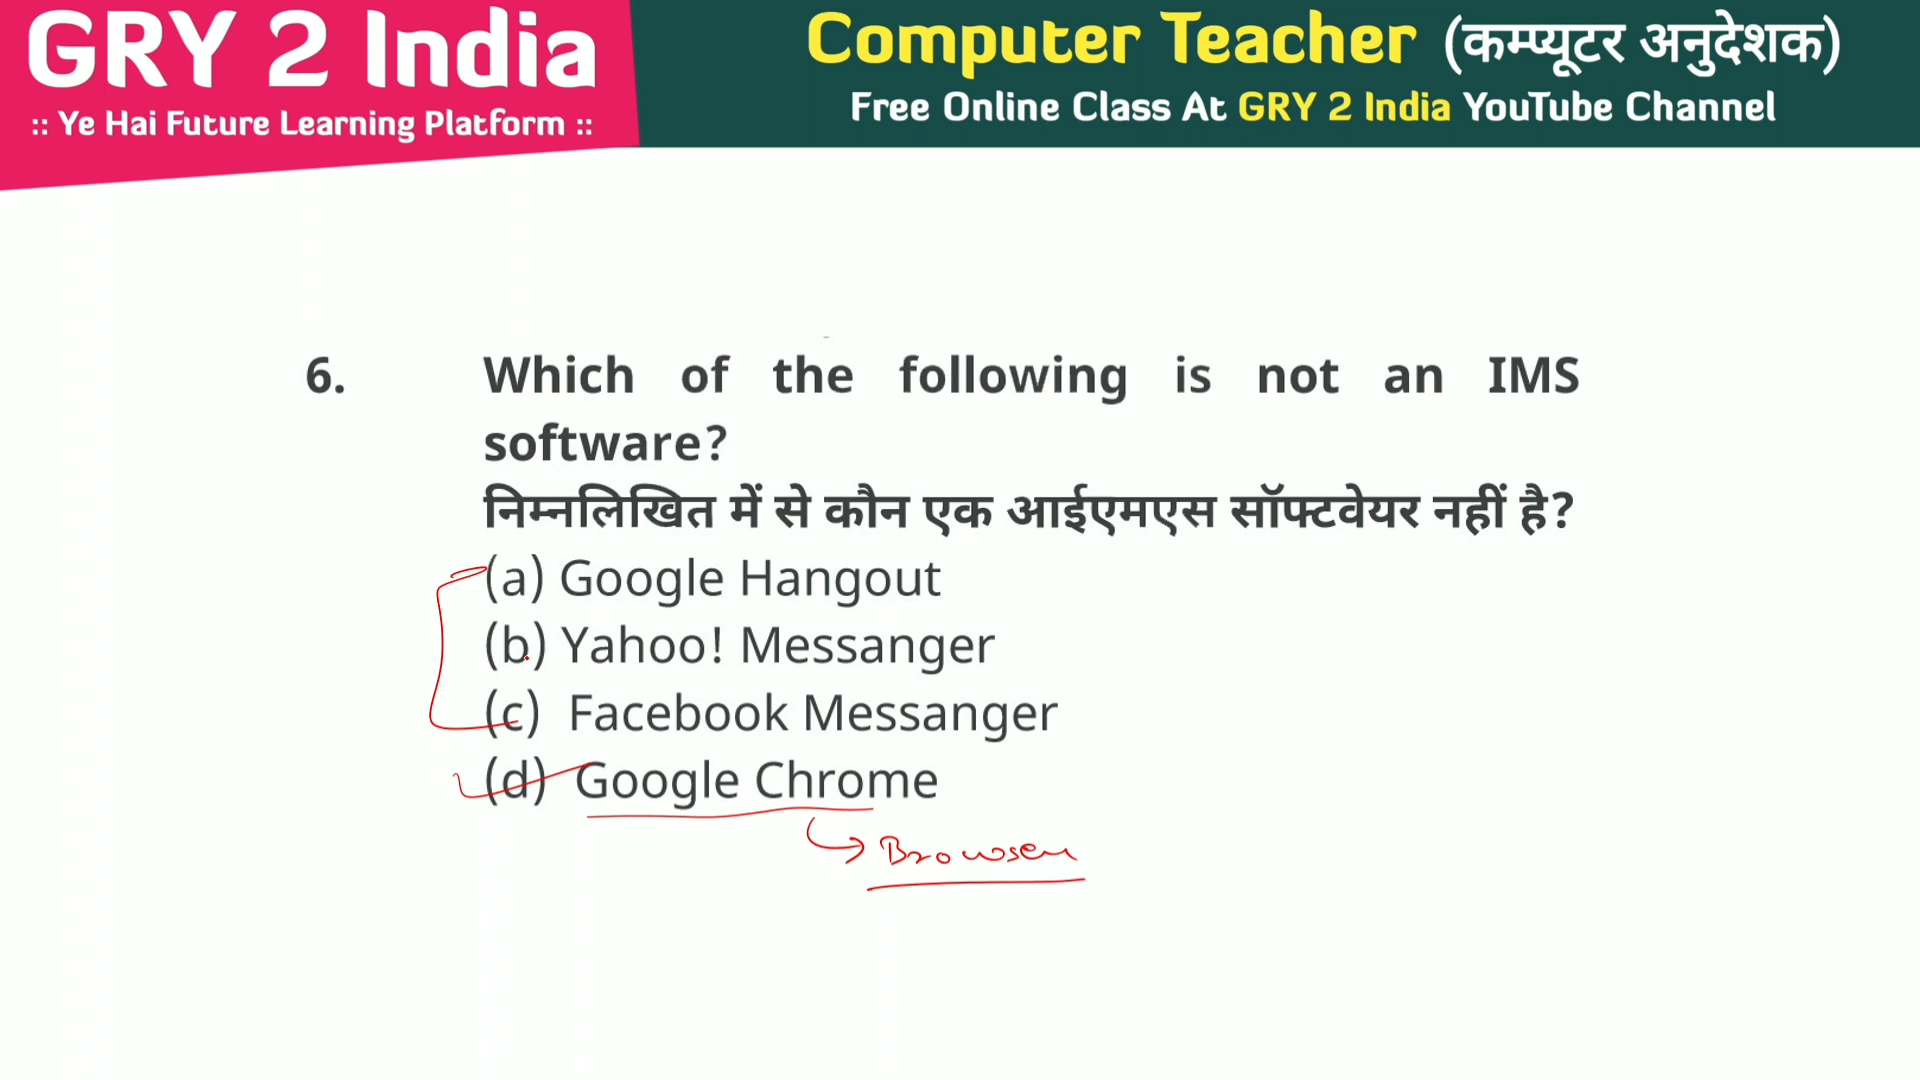 GRY 2 India
:: Ye Hai Future Learning Platform ::
Computer Teacher (कम्प्यूटर अनुदेशक)
Free Online Class At GRY 2 India YouTube Channel
6. Which of the following is not an IMS
software?
निम्नलिखित में से कौन एक आईएमएस सॉफ्टवेयर नहीं है?
(a) Google Hangout
(b) Yahoo! Messanger
(c) Facebook Messanger
(d) Google Chrome
Browser